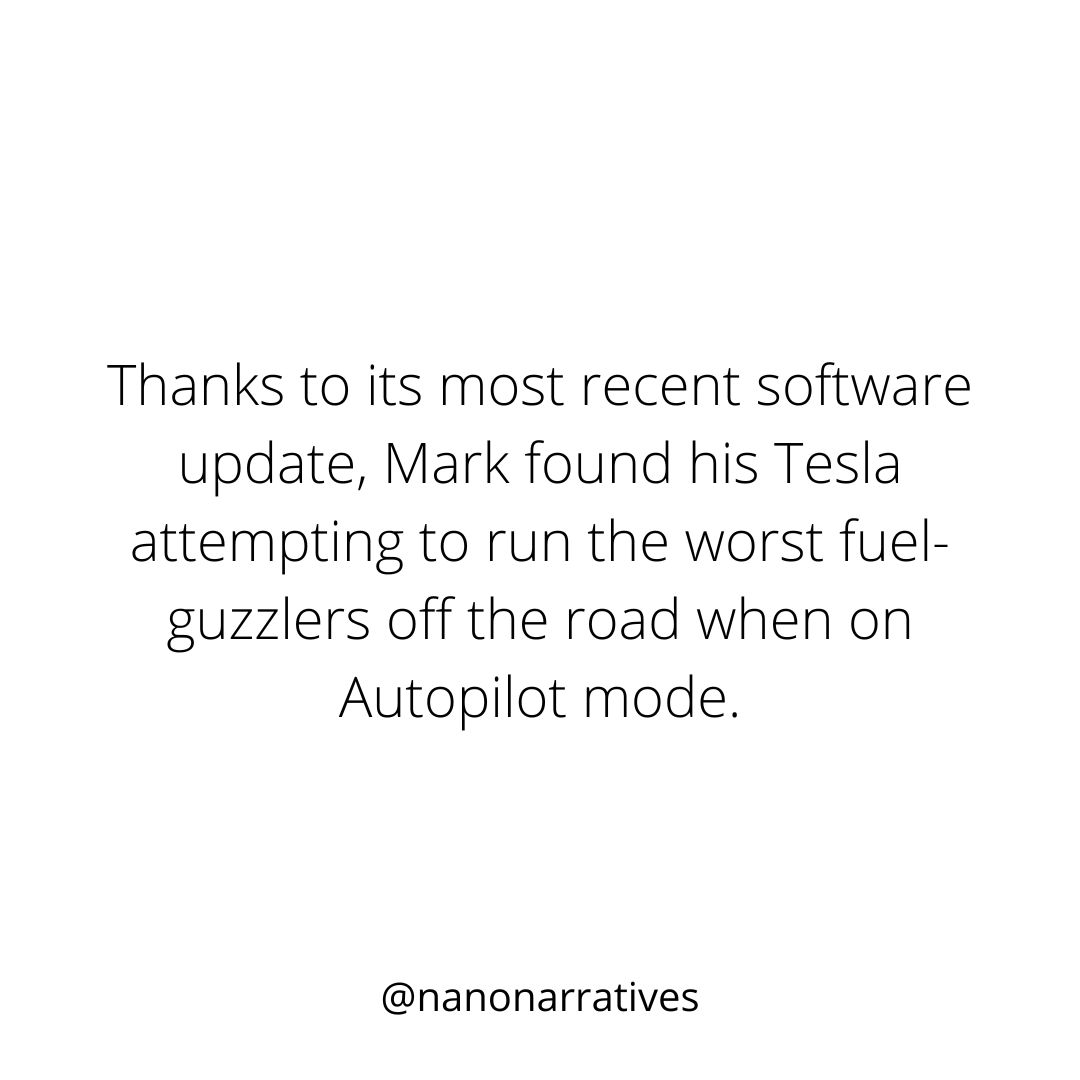 Thanks to its most recent software
update, Mark found his Tesla
attempting to run the worst fuel-
guzzlers off the road when on
Autopilot mode.
@nanonarratives